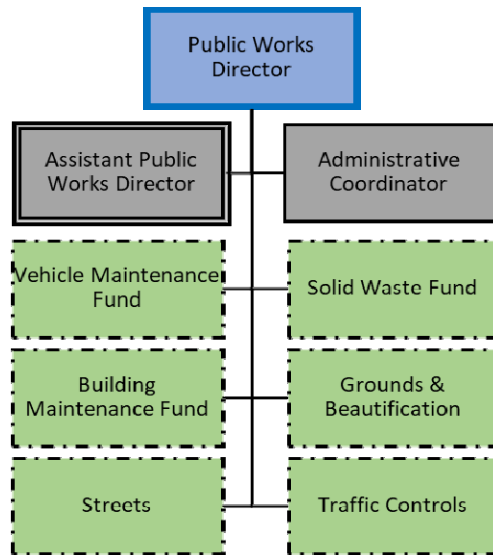 Public Works
Director
Assistant Public
Works Director
Administrative
Coordinator
Vehicle Maintenance
Fund
Solid Waste Fund
Building
Maintenance Fund
Grounds &
Beautification
Streets
Traffic Controls